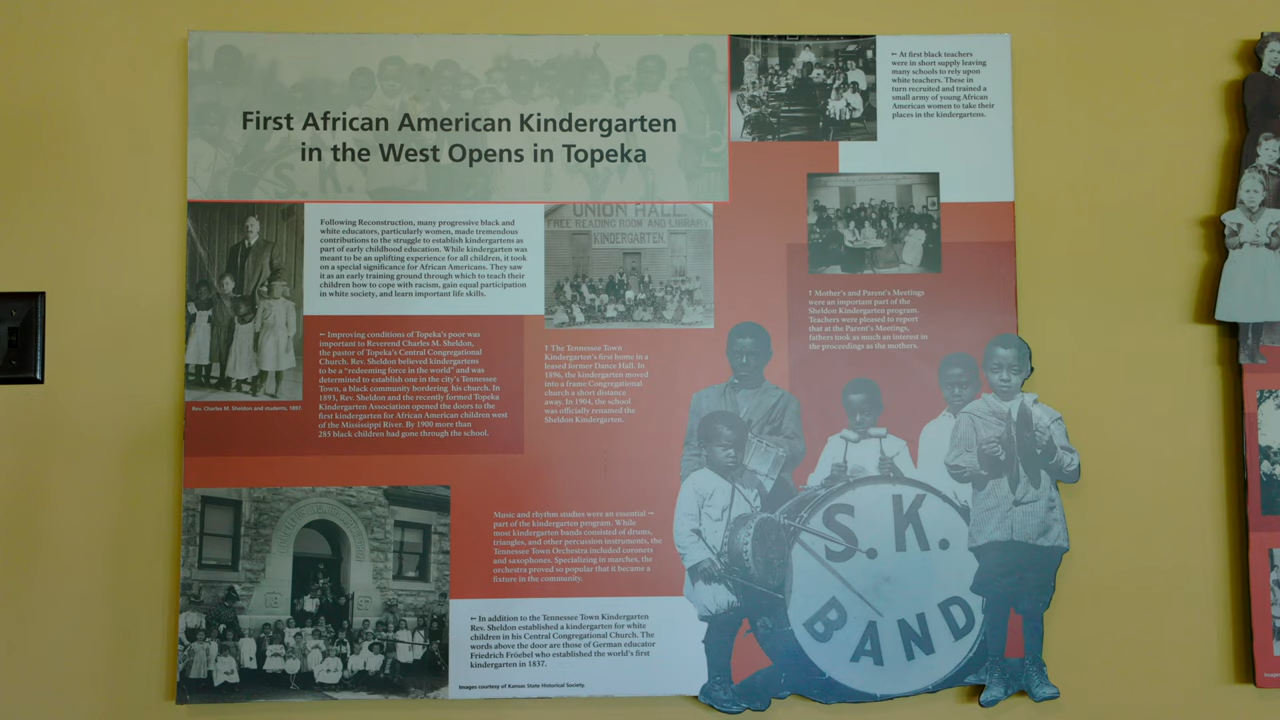 First African American Kindergarten
in the West Opens in Topeka
← At first black teachers
were in short supply leaving
many schools to rely upon
white teachers. These in
turn recruited and trained a
small army of young African
American women to take their
places in the kindergartens.
Following Reconstruction, many progressive black and
white educators, particularly women, made tremendous
contributions to the struggle to establish kindergartens as
part of early childhood education. While kindergarten was
meant to be an uplifting experience for all children, it took
on a special significance for African Americans. They saw
it as an early training ground through which to teach their
children how to cope with racism, gain equal participation
in white society, and learn important life skills.
UNION HALL.
FREE READING ROOM AND LIBRARY
KINDERGARTEN.
↑ Mother's and Parent's Meetings
were an important part of the
Sheldon Kindergarten program.
Teachers were pleased to report
that at the Parent's Meetings,
fathers took as much an interest in
the proceedings as the mothers.
← Improving conditions of Topeka's poor was
important to Reverend Charles M. Sheldon,
the pastor of Topeka's Central Congregational
Church. Rev. Sheldon believed kindergartens
to be a "redeeming force in the world" and was
determined to establish one in the city's Tennessee
Town, a black community bordering his church. In
1893, Rev. Sheldon and the recently formed Topeka
Kindergarten Association opened the doors to the
first kindergarten for African American children west
of the Mississippi River. By 1900 more than
285 black children had gone through the school.
Rev. Charles M. Sheldon and students, 1897.
↑ The Tennessee Town
Kindergarten's first home in a
leased former Dance Hall. In
1896, the kindergarten moved
into a frame Congregational
church a short distance
away. In 1904, the school
was officially renamed the
Sheldon Kindergarten.
Music and rhythm studies were an essential →
part of the kindergarten program. While
most kindergarten bands consisted of drums,
triangles, and other percussion instruments, the
Tennessee Town Orchestra included coronets
and saxophones. Specializing in marches, the
orchestra proved so popular that it became a
fixture in the community.
S. K.
BAND
← In addition to the Tennessee Town Kindergarten
Rev. Sheldon established a kindergarten for white
children in his Central Congregational Church. The
words above the door are those of German educator
Friedrich Fröebel who established the world's first
kindergarten in 1837.
Images courtesy of Kansas State Historical Society.